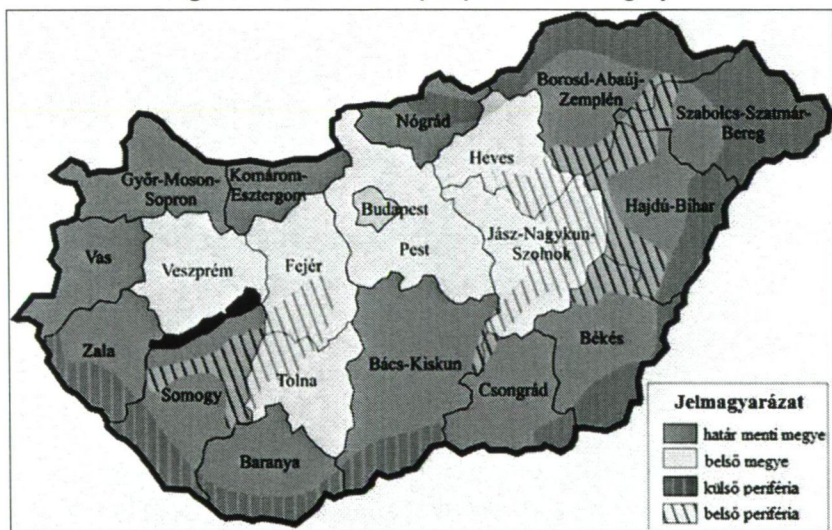 Borosd-Abaúj-
Zemplén
Szabolcs-Szatmár-
Bereg
Nógrád
Heves
Győr-Moson-
Sopron
Komárom-
Esztergom
Budapest
Hajdú-Bihar
Pest
Jász-Nagykun-
Szolnok
Vas
Veszprém
Fejér
Zala
Békés
Bács-Kiskun
Tolna
Csongrád
Somogy
Baranya
Jelmagyarázat
határ menti megye
belső megye
külső periféria
belső periféria